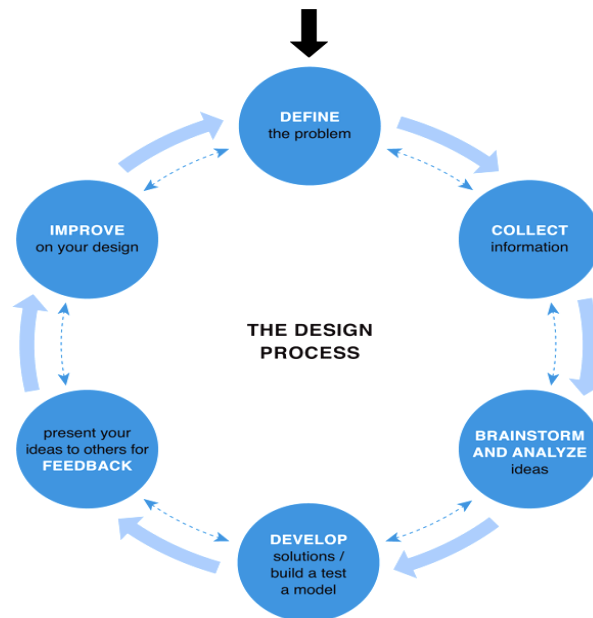 DEFINE
the problem
COLLECT
information
BRAINSTORM
AND ANALYZE
ideas
DEVELOP
solutions /
build a test
a model
present your
ideas to others for
FEEDBACK
IMPROVE
on your design
THE DESIGN
PROCESS